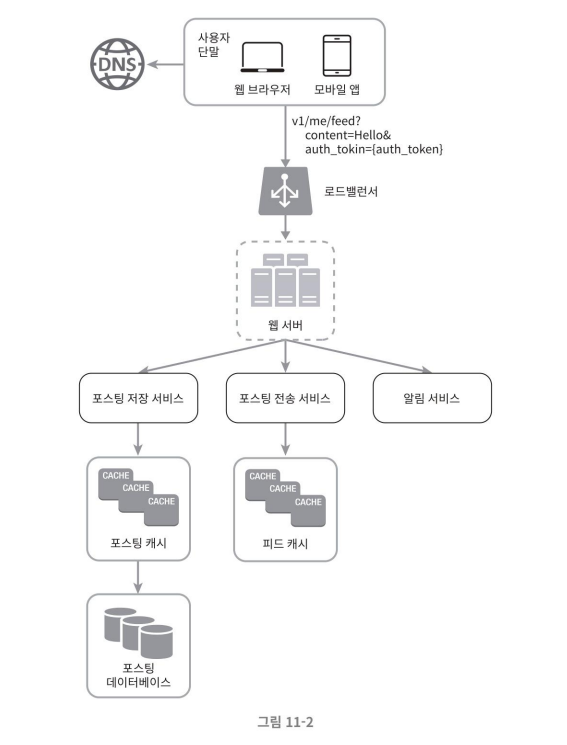 사용자
단말
DNS
웹 브라우저
모바일 앱
v1/me/feed?
content=Hello&
auth_tokin={auth_token}
로드밸런서
웹 서버
포스팅 저장 서비스
포스팅 전송 서비스
알림 서비스
CACHE
CACHE
CACHE
포스팅 캐시
CACHE
CACHE
CACHE
피드 캐시
포스팅
데이터베이스
그림 11-2